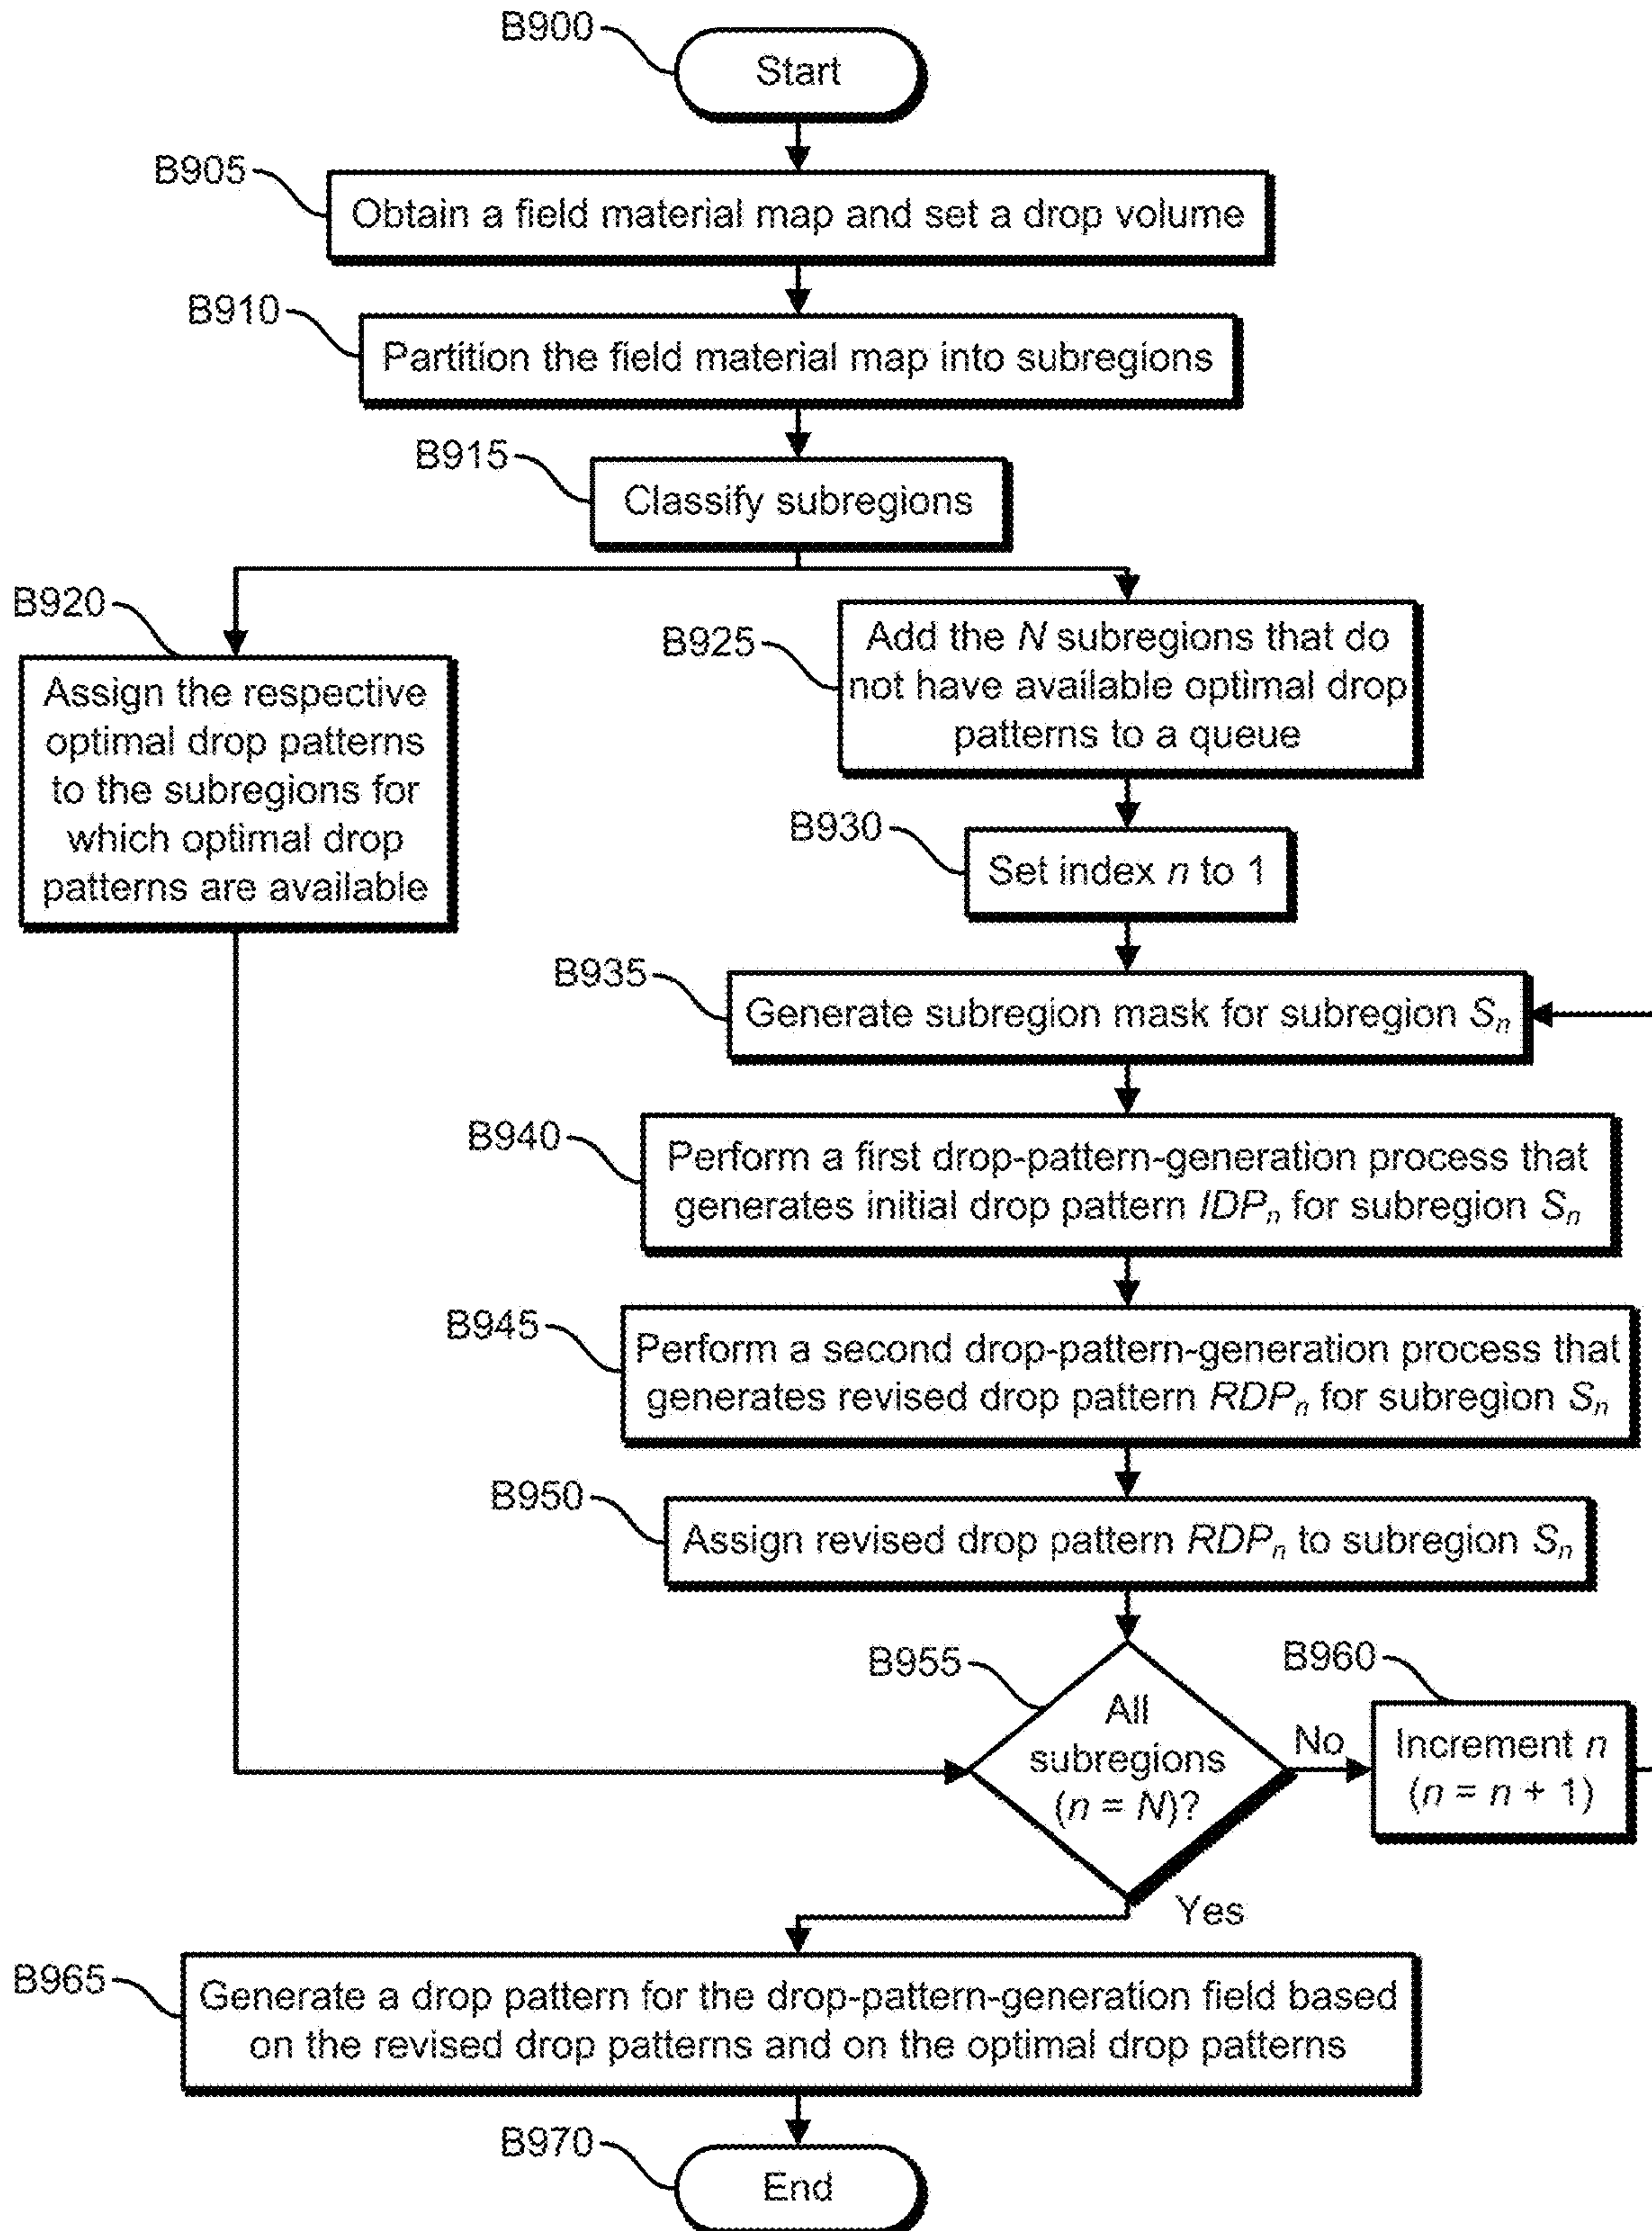 B900
Start
B905
Obtain a field material map and set a drop volume
B910
Partition the field material map into subregions
B915
Classify subregions
B920
Assign the respective
optimal drop patterns
to the subregions for
which optimal drop
patterns are available
B925
Add the N subregions that do
not have available optimal drop
patterns to a queue
B930
Set index n to 1
B935
Generate subregion mask for subregion Sn
B940
Perform a first drop-pattern-generation process that
generates initial drop pattern IDPn for subregion Sn
B945
Perform a second drop-pattern-generation process that
generates revised drop pattern RDPn for subregion Sn
B950
Assign revised drop pattern RDPn to subregion Sn
B955
All
subregions
(n = N)?
No
B960
Increment n
(n = n + 1)
Yes
B965
Generate a drop pattern for the drop-pattern-generation field based
on the revised drop patterns and on the optimal drop patterns
B970
End